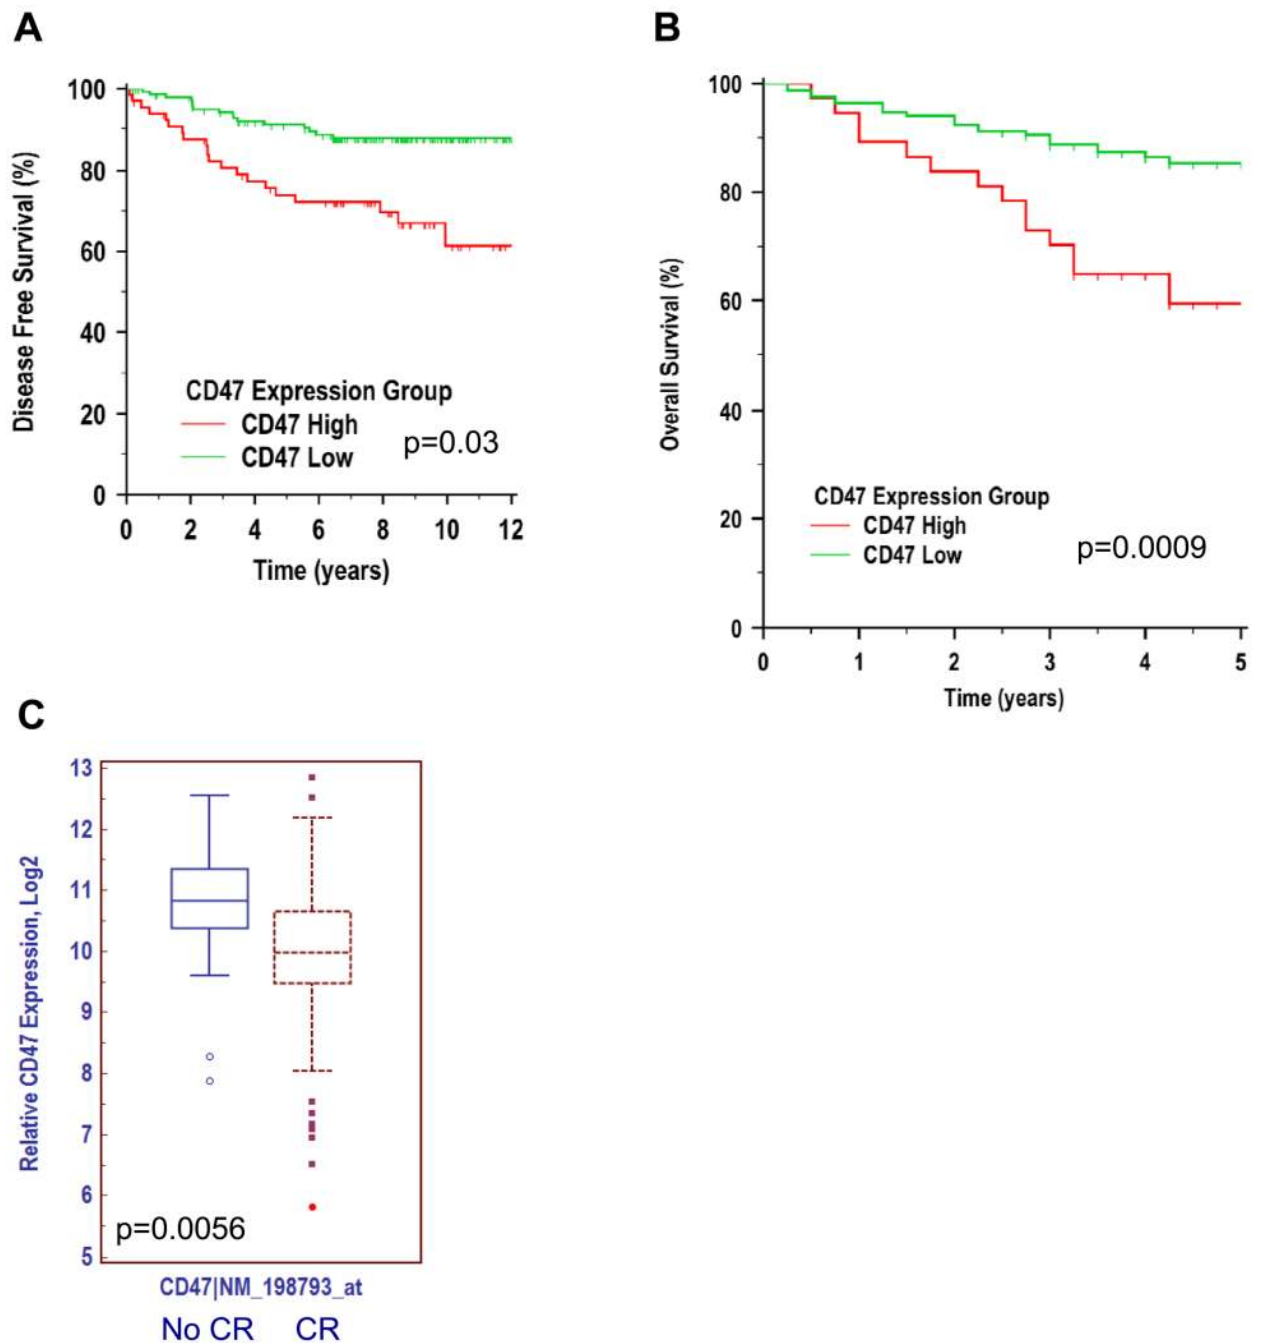 A
100
80
60
40
20
0
Disease Free Survival (%)
CD47 Expression Group
CD47 High
CD47 Low
p=0.03
0 2 4 6 8 10 12
Time (years)
B
100
80
60
40
20
0
Overall Survival (%)
CD47 Expression Group
CD47 High
CD47 Low
p=0.0009
0 1 2 3 4 5
Time (years)
C
13
12
11
10
9
8
7
6
5
Relative CD47 Expression, Log2
p=0.0056
CD47|NM_198793_at
No CR CR